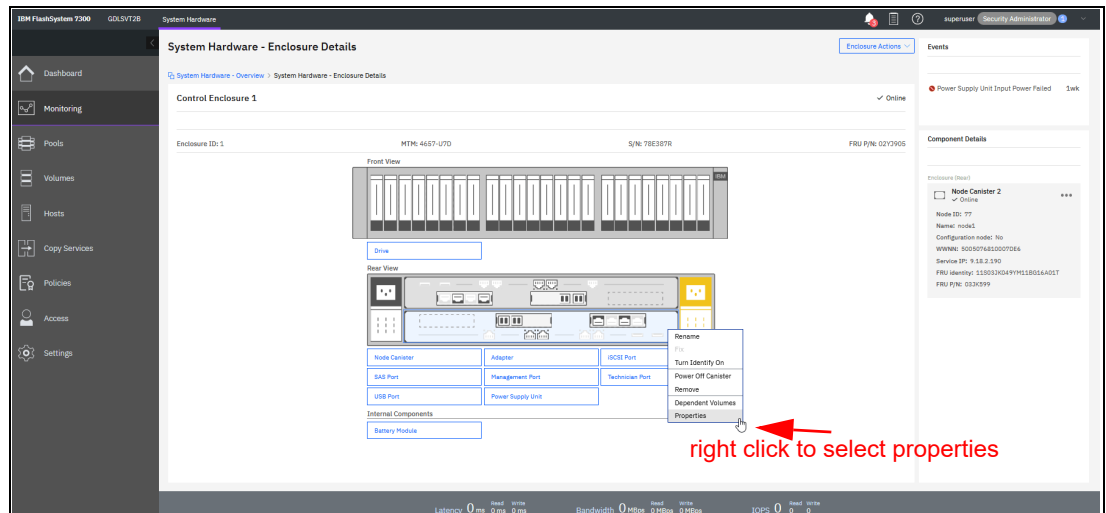 IBM FlashSystem 7300 GDLSVT2B System Hardware
3 superuser Security Administrator
System Hardware - Enclosure Details
Enclosure Actions
System Hardware - Overview > System Hardware - Enclosure Details
Dashboard
Monitoring
Pools
Volumes
Hosts
Copy Services
Policies
Access
Settings
Control Enclosure 1
Online
Enclosure ID: 1 MTM: 4657-U7D S/N: 78E387R FRU P/N: 02YJ905
Front View
IBM
Drive
Rear View
Node Canister Adapter iSCSI Port
SAS Port Management Port Technician Port
USB Port Power Supply Unit
Internal Components
Battery Module
Rename
Fix
Turn Identify On
Power Off Canister
Remove
Dependent Volumes
Properties
right click to select properties
Events
Power Supply Unit Input Power Failed 1wk
Component Details
Enclosure (Rear)
Node Canister 2
Online
Node ID: 77
Name: node1
Configuration node: No
WWNN: 50050768100070E6
Service IP: 9.18.2.190
FRU identity: 11S03JK049YM11BG16A01T
FRU P/N: 03JK599
Latency 0 ms Read 0 ms Write 0 ms Bandwidth 0 MBps Read 0 MBps Write 0 MBps IOPS 0 Read 0 Write 0